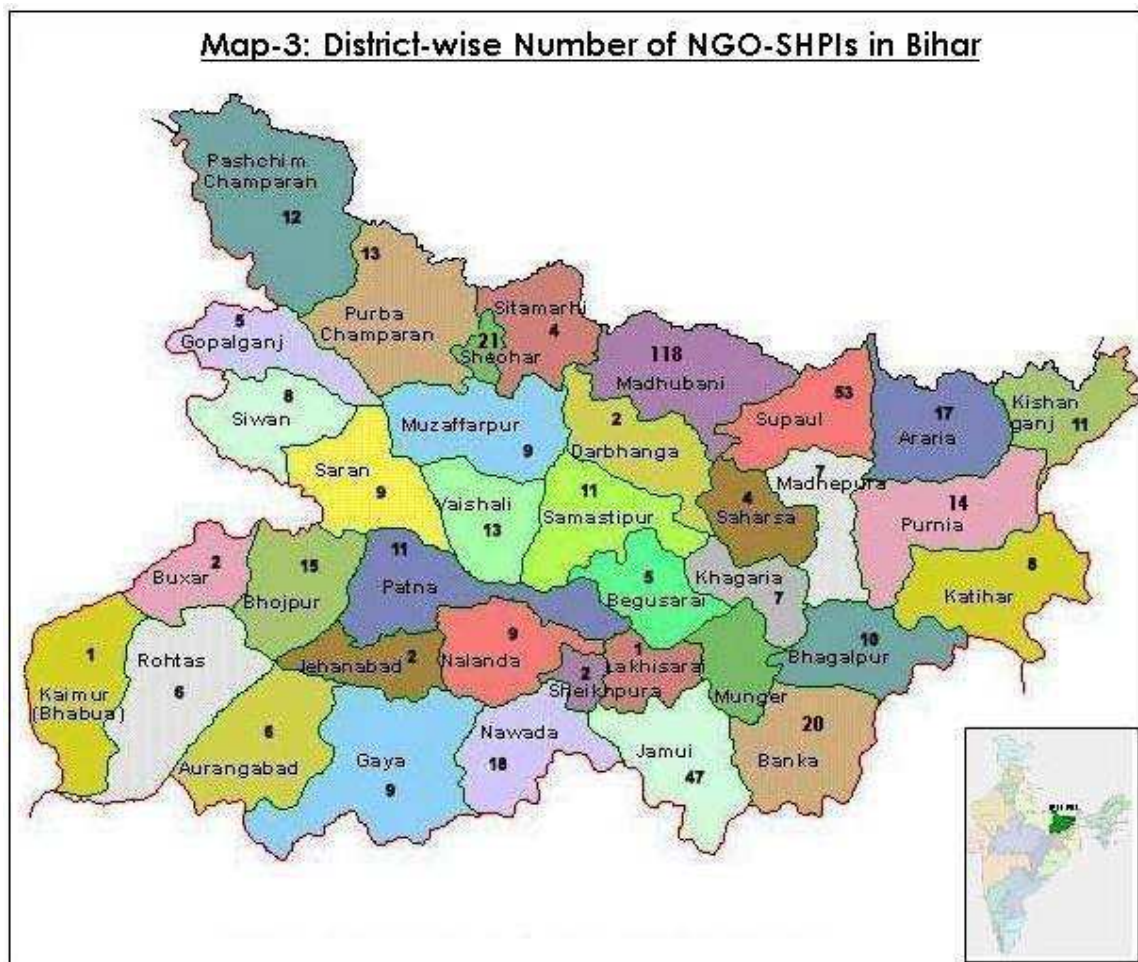 Map-3: District-wise Number of NGO-SHPIs in Bihar
Pashchim
Champaran
12
13
Purba
Champaran
Sitamarhi
4
21
Sheohar
5
Gopalganj
118
Madhubani
8
Siwan
53
Supaul
17
Araria
Kishan
ganj
11
Muzaffarpur
9
2
Darbhanga
Saran
9
7
Madhepura
Vaishali
13
11
Samastipur
4
Saharsa
14
Purnia
2
Buxar
15
Bhojpur
11
Patna
5
Begusarai
Khagaria
7
8
Katihar
1
Kaimur
(Bhabua)
Rohtas
6
Jehanabad
2
9
Nalanda
2
Sheikhpura
1
Lakhisarai
Munger
10
Bhagalpur
Aurangabad
Gaya
9
Nawada
18
Jamui
47
20
Banka